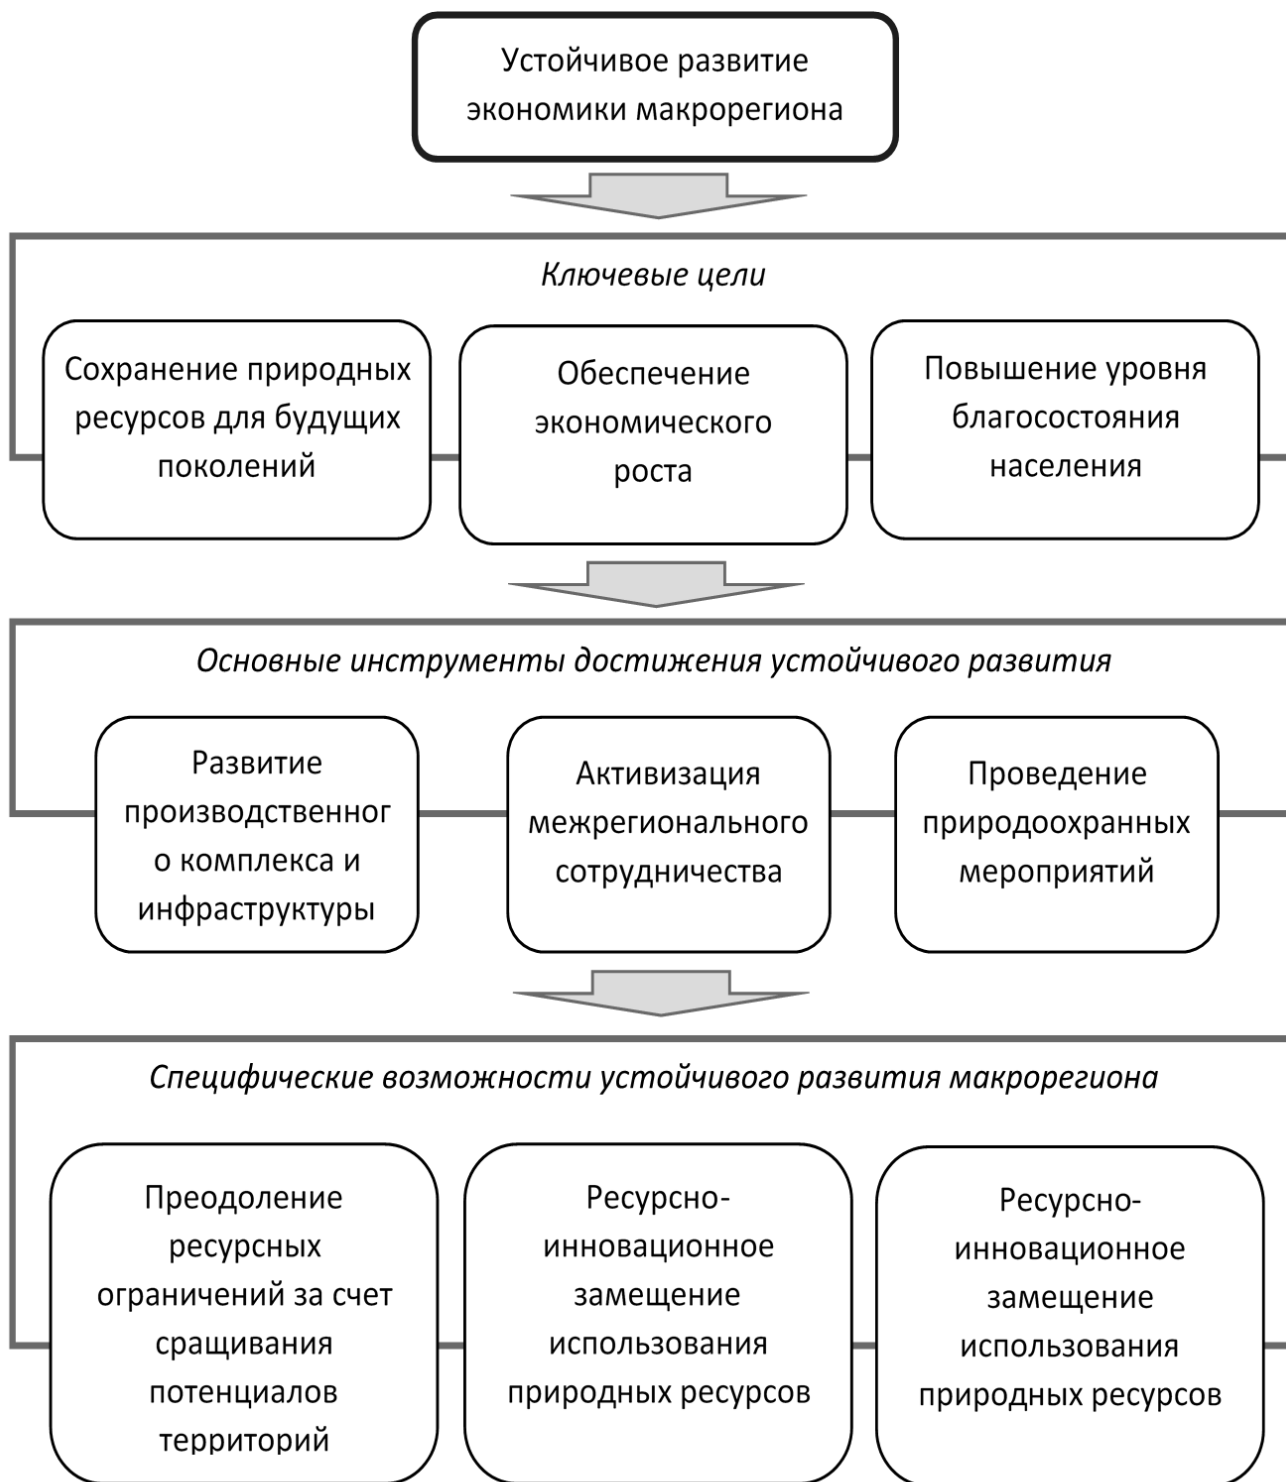 Устойчивое развитие
экономики макрорегиона
Ключевые цели
Сохранение природных
ресурсов для будущих
поколений
Обеспечение
экономического
роста
Повышение уровня
благосостояния
населения
Основные инструменты достижения устойчивого развития
Развитие
производственног
о комплекса и
инфраструктуры
Активизация
межрегионального
сотрудничества
Проведение
природоохранных
мероприятий
Специфические возможности устойчивого развития макрорегиона
Преодоление
ресурсных
ограничений за счет
сращивания
потенциалов
территорий
Ресурсно-
инновационное
замещение
использования
природных ресурсов
Ресурсно-
инновационное
замещение
использования
природных ресурсов